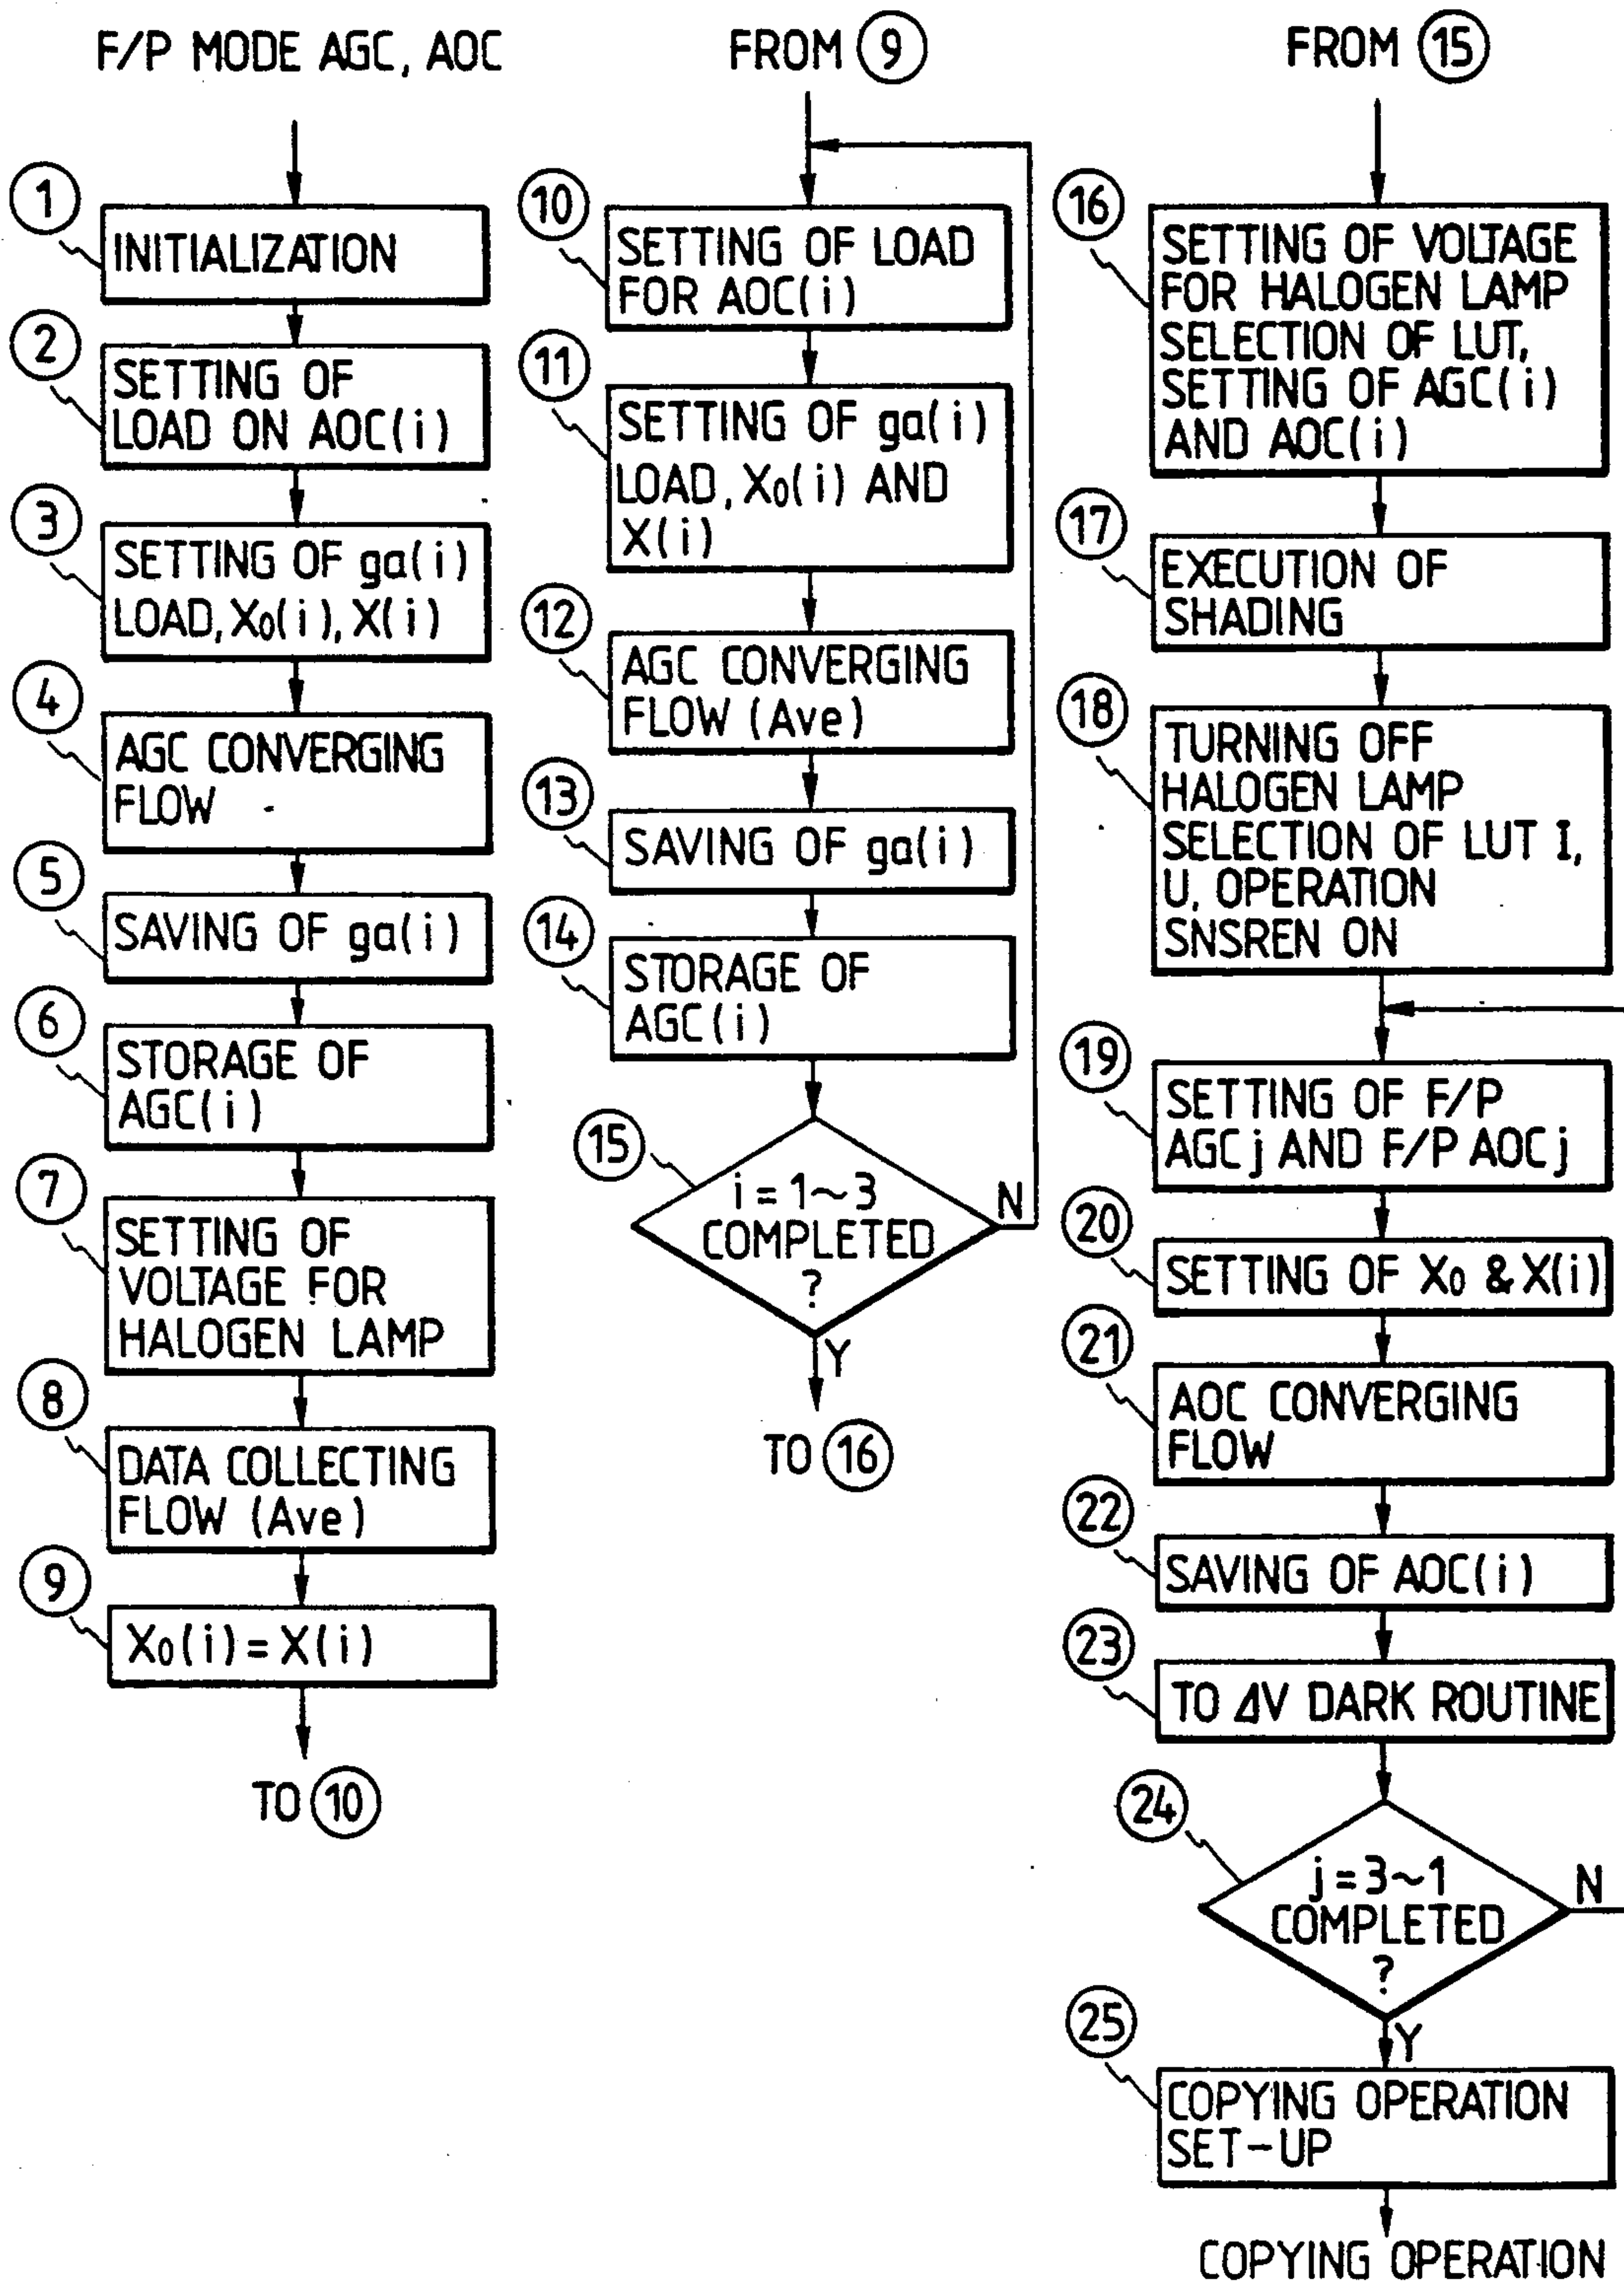 F/P MODE AGC, AOC
1
INITIALIZATION
2
SETTING OF
LOAD ON AOC(i)
3
SETTING OF ga(i)
LOAD, X0(i), X(i)
4
AGC CONVERGING
FLOW
5
SAVING OF ga(i)
6
STORAGE OF
AGC(i)
7
SETTING OF
VOLTAGE FOR
HALOGEN LAMP
8
DATA COLLECTING
FLOW (Ave)
9
X0(i) = X(i)
TO 10
FROM 9
10
SETTING OF LOAD
FOR AOC(i)
11
SETTING OF ga(i)
LOAD, X0(i) AND
X(i)
12
AGC CONVERGING
FLOW (Ave)
13
SAVING OF ga(i)
14
STORAGE OF
AGC(i)
15
i = 1~3
COMPLETED
?
N
Y
TO 16
FROM 15
16
SETTING OF VOLTAGE
FOR HALOGEN LAMP
SELECTION OF LUT,
SETTING OF AGC(i)
AND AOC(i)
17
EXECUTION OF
SHADING
18
TURNING OFF
HALOGEN LAMP
SELECTION OF LUT I,
U, OPERATION
SNSREN ON
19
SETTING OF F/P
AGC j AND F/P AOC j
20
SETTING OF X0 & X(i)
21
AOC CONVERGING
FLOW
22
SAVING OF AOC(i)
23
TO ΔV DARK ROUTINE
24
j = 3~1
COMPLETED
?
N
Y
25
COPYING OPERATION
SET-UP
COPYING OPERATION